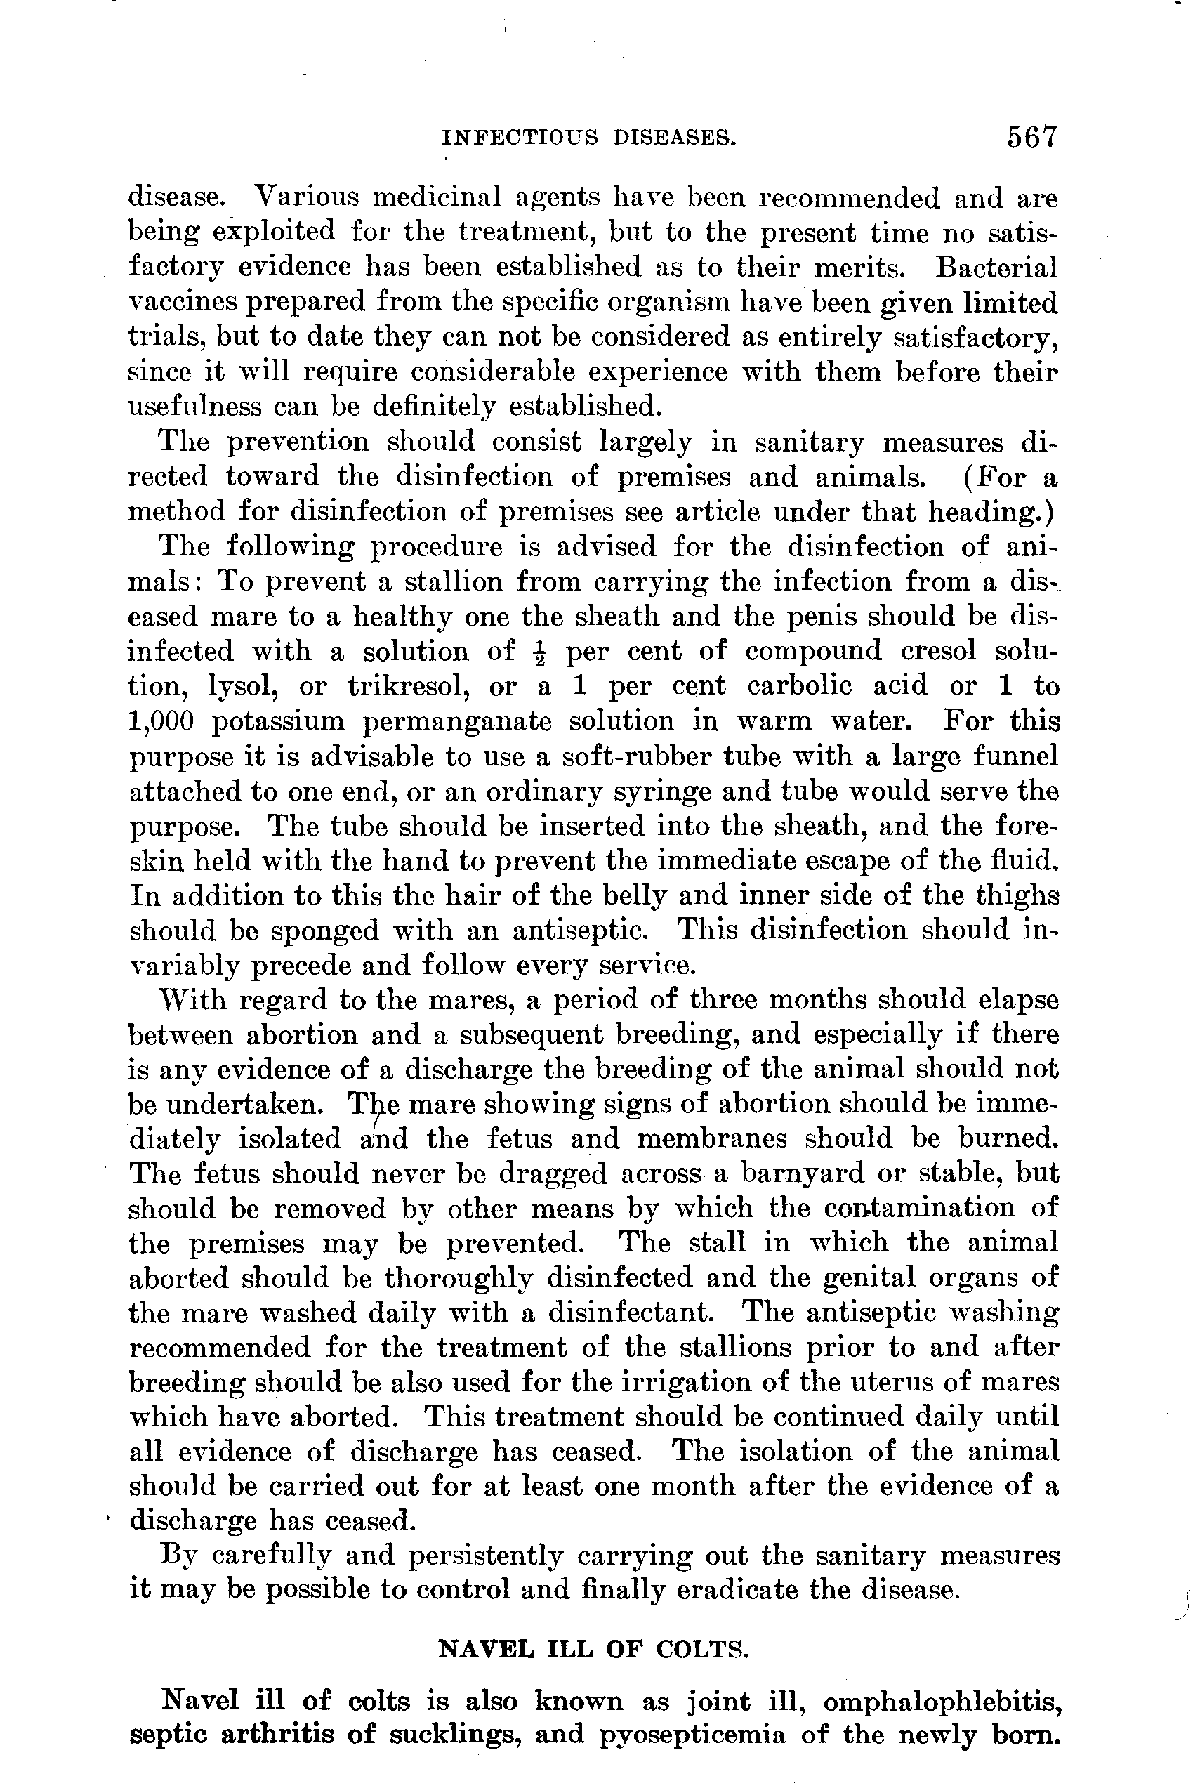 INFECTIOUS DISEASES. 567
disease. Various medicinal agents have been recommended and are
being exploited for the treatment, but to the present time no satis-
factory evidence has been established as to their merits. Bacterial
vaccines prepared from the specific organism have been given limited
trials, but to date they can not be considered as entirely satisfactory,
since it will require considerable experience with them before their
usefulness can be definitely established.
The prevention should consist largely in sanitary measures di-
rected toward the disinfection of premises and animals. (For a
method for disinfection of premises see article under that heading.)
The following procedure is advised for the disinfection of ani-
mals: To prevent a stallion from carrying the infection from a dis-
eased mare to a healthy one the sheath and the penis should be dis-
infected with a solution of ½ per cent of compound cresol solu-
tion, lysol, or trikresol, or a 1 per cent carbolic acid or 1 to
1,000 potassium permanganate solution in warm water. For this
purpose it is advisable to use a soft-rubber tube with a large funnel
attached to one end, or an ordinary syringe and tube would serve the
purpose. The tube should be inserted into the sheath, and the fore-
skin held with the hand to prevent the immediate escape of the fluid.
In addition to this the hair of the belly and inner side of the thighs
should be sponged with an antiseptic. This disinfection should in-
variably precede and follow every service.
With regard to the mares, a period of three months should elapse
between abortion and a subsequent breeding, and especially if there
is any evidence of a discharge the breeding of the animal should not
be undertaken. The mare showing signs of abortion should be imme-
diately isolated and the fetus and membranes should be burned.
The fetus should never be dragged across a barnyard or stable, but
should be removed by other means by which the contamination of
the premises may be prevented. The stall in which the animal
aborted should be thoroughly disinfected and the genital organs of
the mare washed daily with a disinfectant. The antiseptic washing
recommended for the treatment of the stallions prior to and after
breeding should be also used for the irrigation of the uterus of mares
which have aborted. This treatment should be continued daily until
all evidence of discharge has ceased. The isolation of the animal
should be carried out for at least one month after the evidence of a
discharge has ceased.
By carefully and persistently carrying out the sanitary measures
it may be possible to control and finally eradicate the disease.
NAVEL ILL OF COLTS.
Navel ill of colts is also known as joint ill, omphalophlebitis,
septic arthritis of sucklings, and pyosepticemia of the newly born.